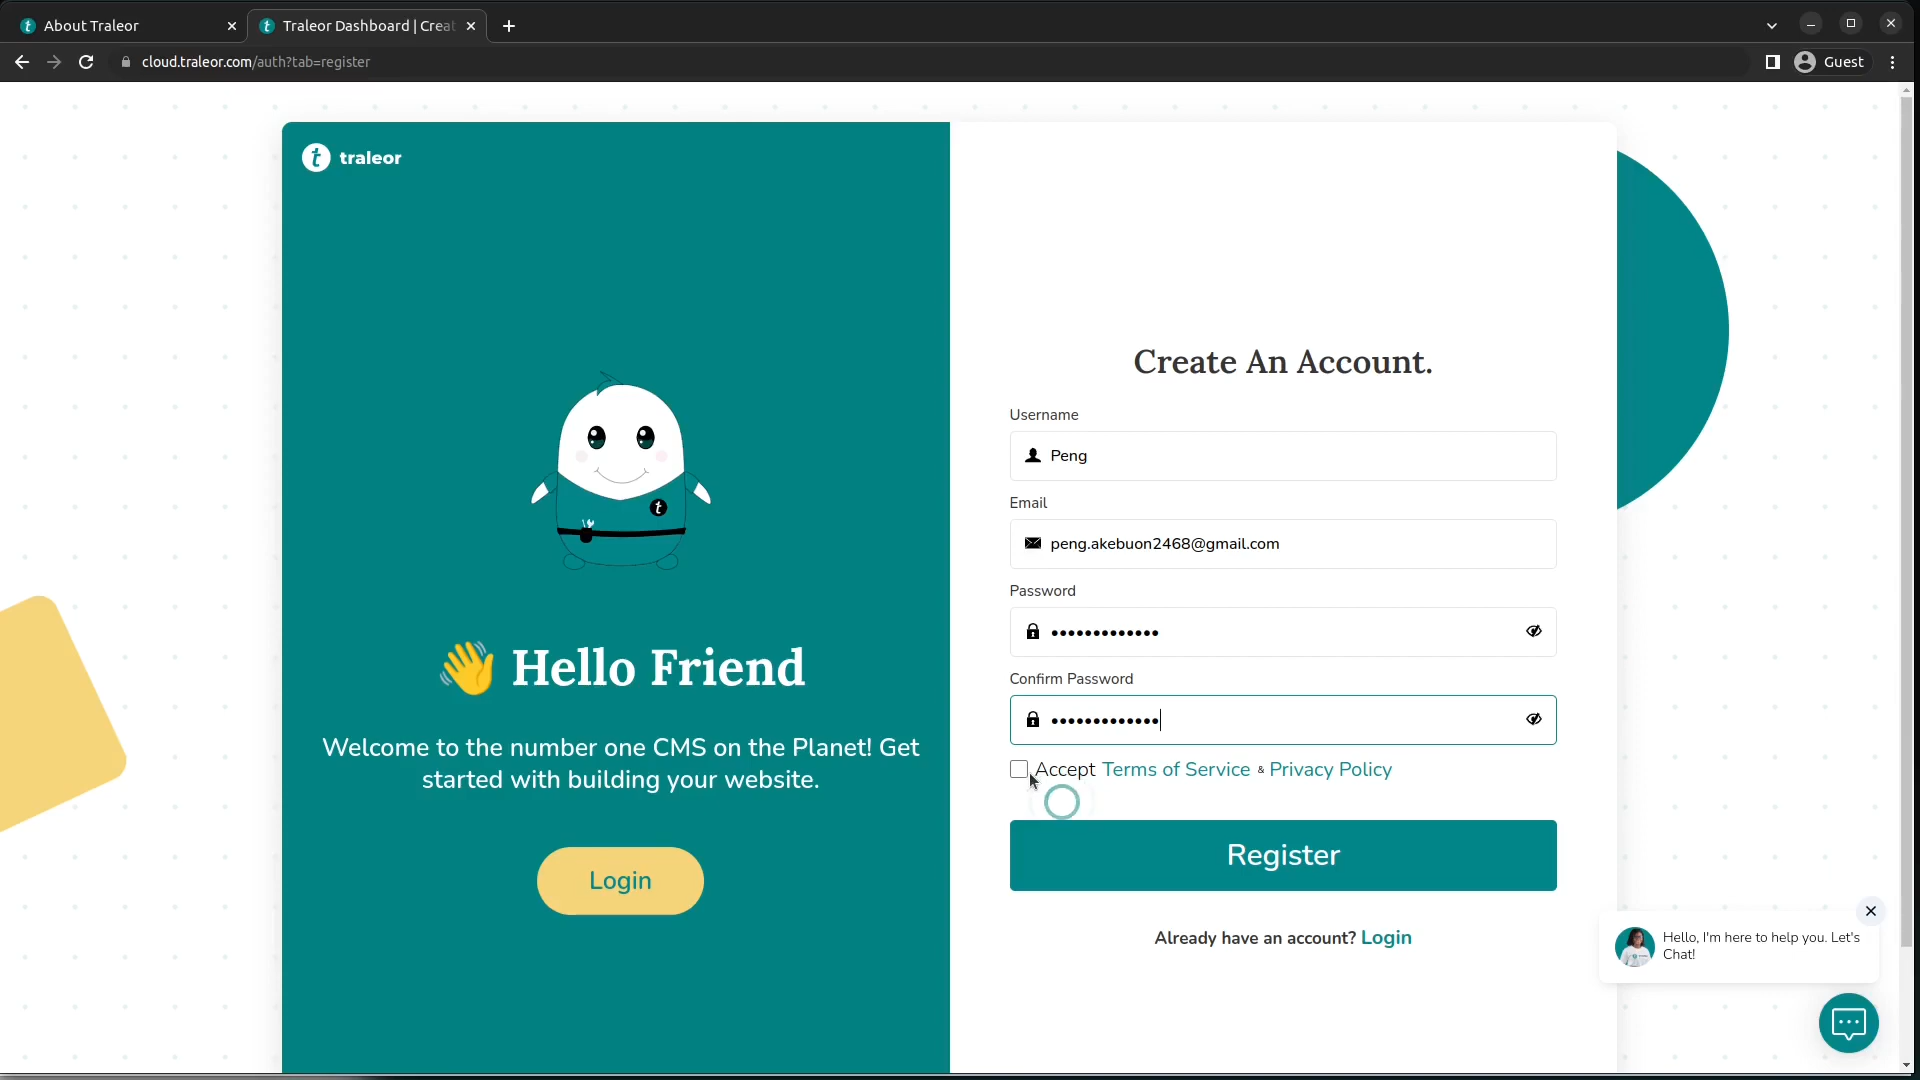 About Traleor
Traleor Dashboard | Creat
cloud.traleor.com/auth?tab=register
Guest
t traleor
t
👋 Hello Friend
Welcome to the number one CMS on the Planet! Get
started with building your website.
Login
Create An Account.
Username
Peng
Email
peng.akebuon2468@gmail.com
Password
•••••••••••••
Confirm Password
•••••••••••••
Accept Terms of Service & Privacy Policy
Register
Already have an account? Login
Hello, I'm here to help you. Let's
Chat!